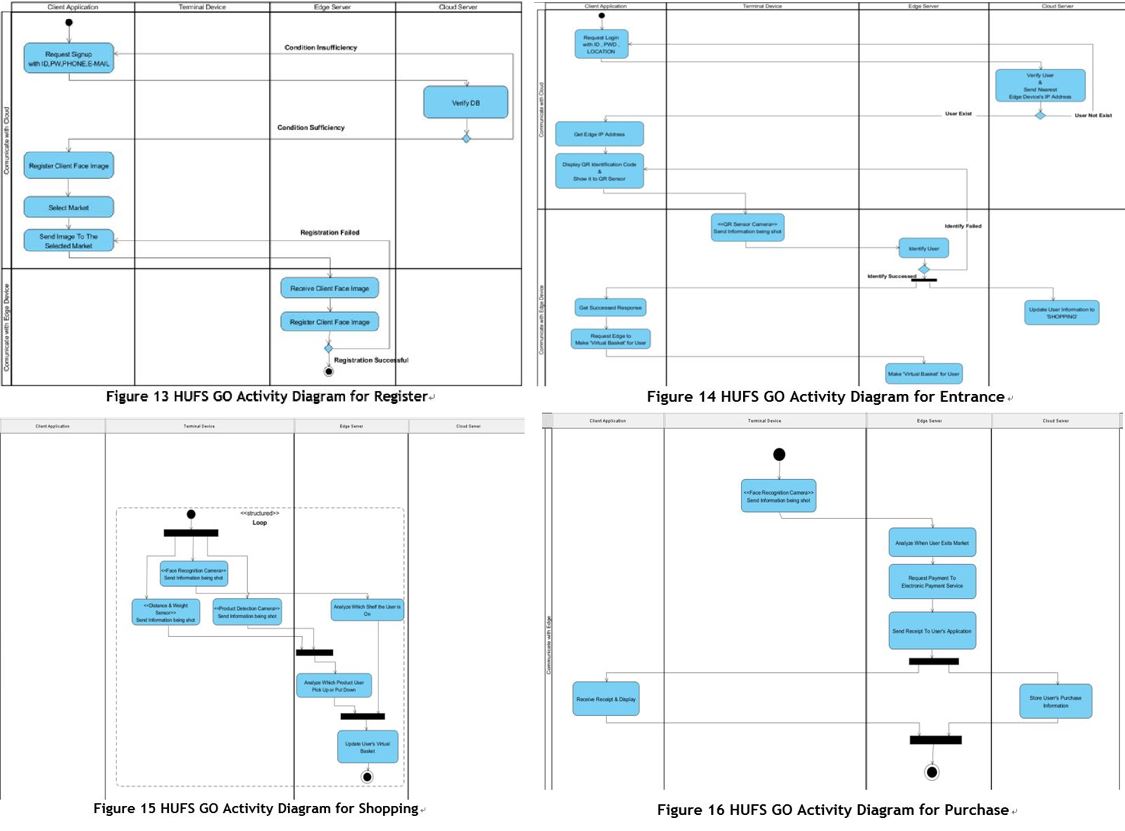 Client Application
Terminal Device
Edge Server
Cloud Server
Comunicate with Cloud
Request Signup
with ID,PW,PHONE,E-MAIL
Condition Insufficiency
Verify DB
Condition Sufficiency
Register Client Face Image
Select Market
Send Image To The
Selected Market
Registration Failed
Comunicate with Edge Device
Receive Client Face Image
Register Client Face Image
Registration Successful
Figure 13 HUFS GO Activity Diagram for Register
Client Application
Terminal Device
Edge Server
Cloud Server
Communicate with Cloud
Request Login
with ID , PWD ,
LOCATION
Verify User
&
Send Nearest
Edge Device's IP Address
User Exist
User Not Exist
Get Edge IP Address
Display QR Identification Code
&
Show it to QR Sensor
Communicate with Edge Device
<<QR Sensor Camera>>
Send Information being shot
Identify Failed
Identify User
Identify Successed
Get Successed Response
Update User Information to
'SHOPPING'
Request Edge to
Make 'Virtual Basket' for User
Make 'Virtual Basket' for User
Figure 14 HUFS GO Activity Diagram for Entrance
Client Application
Terminal Device
Edge Server
Cloud Server
<<structured>>
Loop
<<Face Recognition Camera>>
Send Information being shot
<<Distance & Weight
Sensor>>
Send Information being shot
<<Product Detection Camera>>
Send Information being shot
Analyze Which Shelf the User is
On
Analyze Which Product User
Pick Up or Put Down
Update User's Virtual
Basket
Figure 15 HUFS GO Activity Diagram for Shopping
Client Application
Terminal Device
Edge Server
Cloud Server
Communicate with Edge
<<Face Recognition Camera>>
Send Information being shot
Analyze When User Exits Market
Request Payment To
Electronic Payment Service
Send Receipt To User's Application
Receive Receipt & Display
Store User's Purchase
Information
Figure 16 HUFS GO Activity Diagram for Purchase